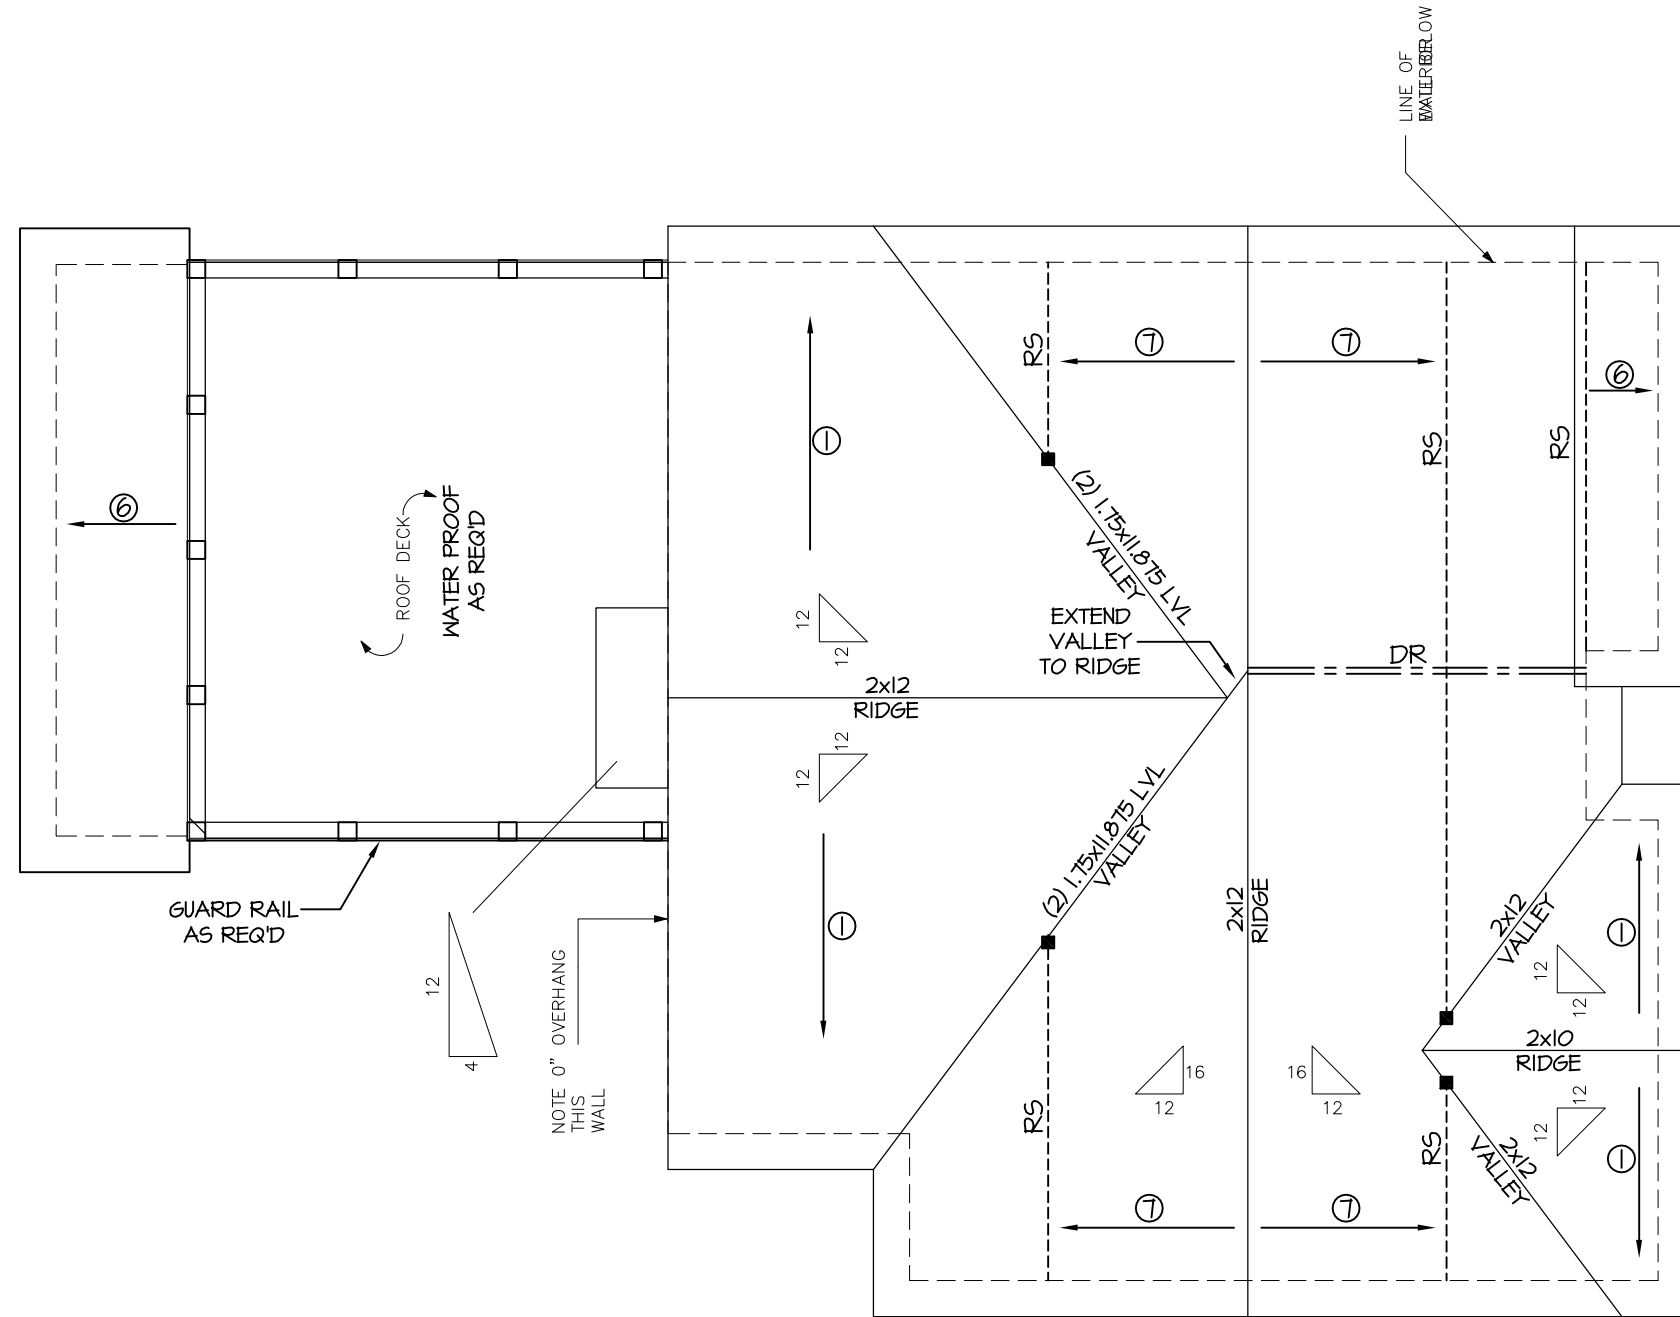 LINE OF
6
ROOF DECK
WATER PROOF
AS REQ'D
GUARD RAIL
AS REQ'D
12
4
NOTE 0" OVERHANG
THIS
WALL
1
12
12
2x12
RIDGE
12
12
1
RS
7
7
RS
RS
6
(2) 1.75x11.875 LVL
VALLEY
EXTEND
VALLEY
TO RIDGE
DR
(2) 1.75x11.875 LVL
VALLEY
2x12
RIDGE
2x12
VALLEY
1
12
12
2x10
RIDGE
16
12
16
12
12
12
RS
RS
2x12
VALLEY
1
7
7